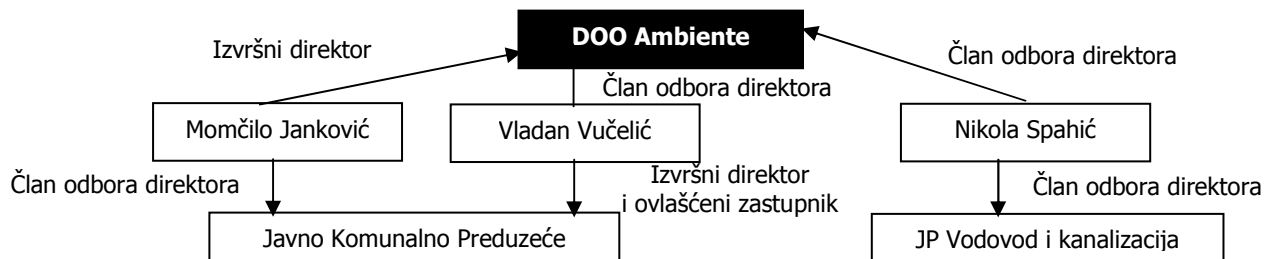 DOO Ambiente
Izvršni direktor
Član odbora direktora
Član odbora direktora
Momčilo Janković
Vladan Vučelić
Nikola Spahić
Član odbora direktora
Izvršni direktor
i ovlašćeni zastupnik
Član odbora direktora
Javno Komunalno Preduzeće
JP Vodovod i kanalizacija